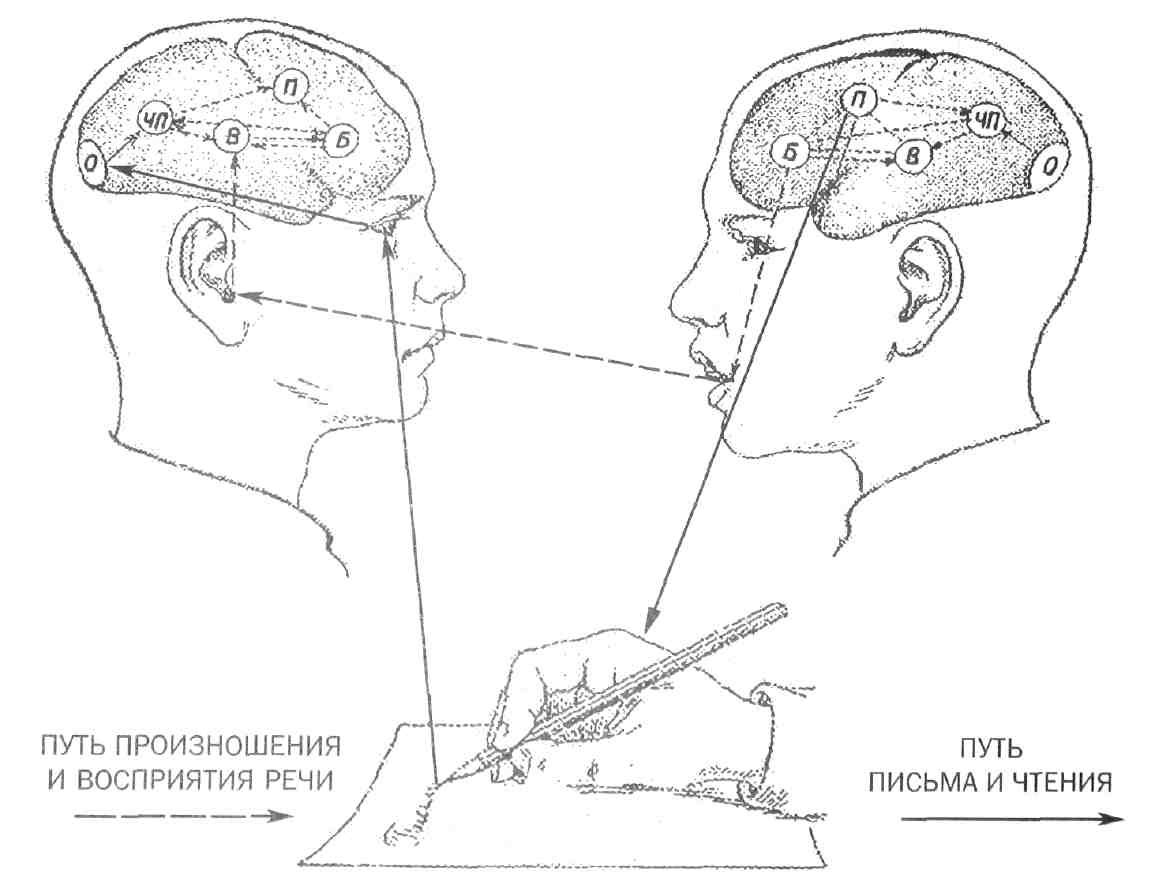 П
ЧП
В
Б
О
П
ЧП
Б
В
О
ПУТЬ ПРОИЗНОШЕНИЯ
И ВОСПРИЯТИЯ РЕЧИ
ПУТЬ
ПИСЬМА И ЧТЕНИЯ